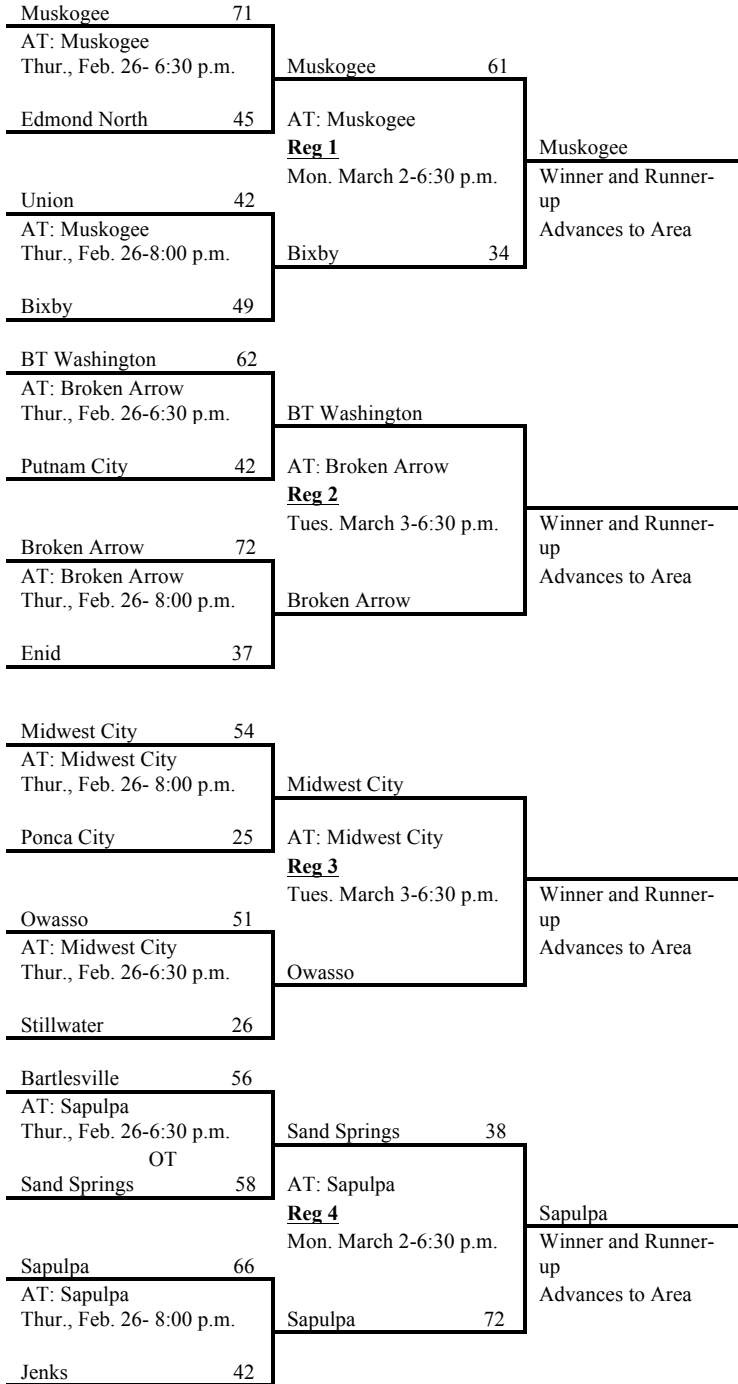 Muskogee 71
AT: Muskogee
Thur., Feb. 26- 6:30 p.m.
Edmond North 45
Union 42
AT: Muskogee
Thur., Feb. 26-8:00 p.m.
Bixby 49
Muskogee 61
AT: Muskogee
Reg 1
Mon. March 2-6:30 p.m.
Bixby 34
Muskogee
Winner and Runner-
up
Advances to Area
BT Washington 62
AT: Broken Arrow
Thur., Feb. 26-6:30 p.m.
Putnam City 42
Broken Arrow 72
AT: Broken Arrow
Thur., Feb. 26- 8:00 p.m.
Enid 37
BT Washington
AT: Broken Arrow
Reg 2
Tues. March 3-6:30 p.m.
Broken Arrow
Winner and Runner-
up
Advances to Area
Midwest City 54
AT: Midwest City
Thur., Feb. 26- 8:00 p.m.
Ponca City 25
Owasso 51
AT: Midwest City
Thur., Feb. 26-6:30 p.m.
Stillwater 26
Midwest City
AT: Midwest City
Reg 3
Tues. March 3-6:30 p.m.
Owasso
Winner and Runner-
up
Advances to Area
Bartlesville 56
AT: Sapulpa
Thur., Feb. 26-6:30 p.m.
OT
Sand Springs 58
Sapulpa 66
AT: Sapulpa
Thur., Feb. 26- 8:00 p.m.
Jenks 42
Sand Springs 38
AT: Sapulpa
Reg 4
Mon. March 2-6:30 p.m.
Sapulpa 72
Sapulpa
Winner and Runner-
up
Advances to Area